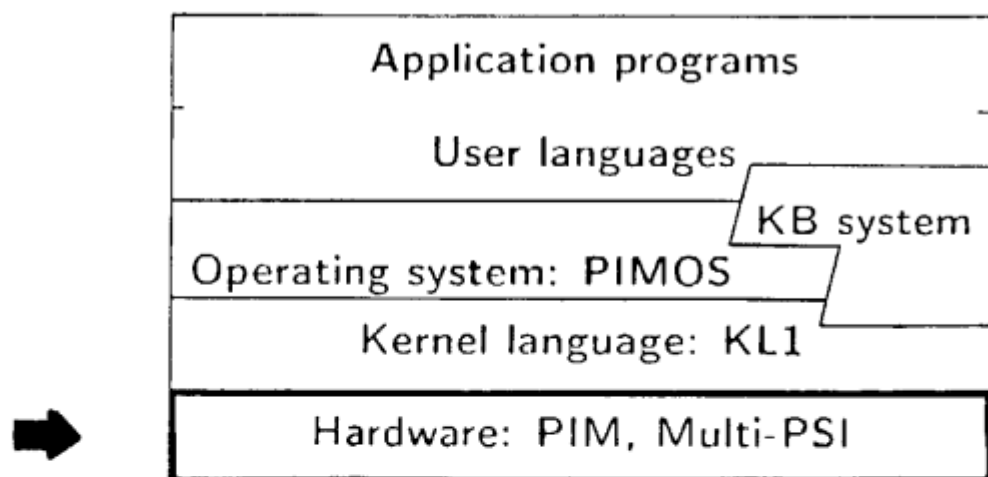 Application programs
User languages
KB system
Operating system: PIMOS
Kernel language: KL1
Hardware: PIM, Multi-PSI